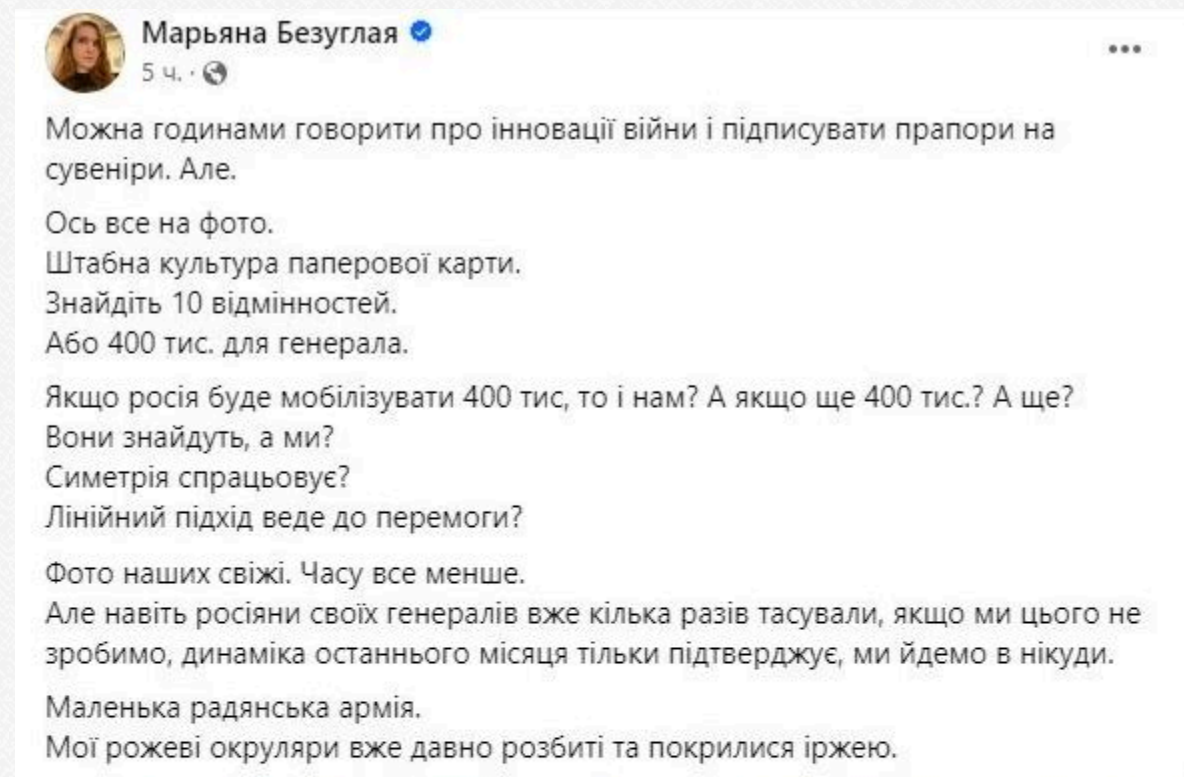 Марьяна Безуглая
5 ч. ·
Можна годинами говорити про інновації війни і підписувати прапори на
сувеніри. Але.
Ось все на фото.
Штабна культура паперової карти.
Знайдіть 10 відмінностей.
Або 400 тис. для генерала.
Якщо росія буде мобілізувати 400 тис, то і нам? А якщо ще 400 тис.? А ще?
Вони знайдуть, а ми?
Симетрія спрацьовує?
Лінійний підхід веде до перемоги?
Фото наших свіжі. Часу все менше.
Але навіть росіяни своїх генералів вже кілька разів тасували, якщо ми цього не
зробимо, динаміка останнього місяця тільки підтверджує, ми йдемо в нікуди.
Маленька радянська армія.
Мої рожеві окруляри вже давно розбиті та покрилися іржею.